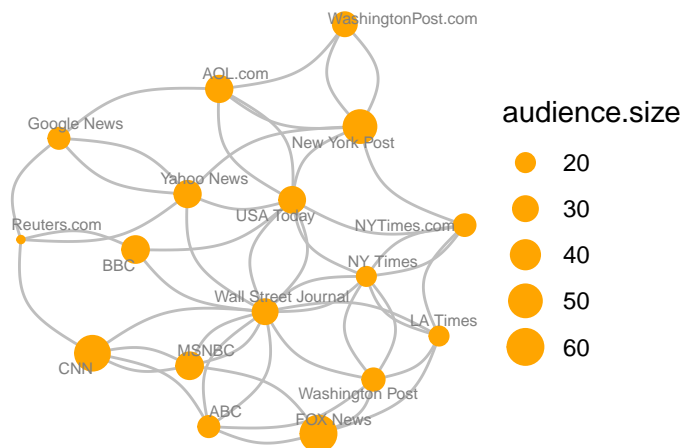 WashingtonPost.com
AOL.com
Google News
New York Post
Yahoo News
USA Today
Reuters.com
NYTimes.com
BBC
NY Times
Wall Street Journal
LA Times
MSNBC
CNN
Washington Post
ABC
FOX News
audience.size
20
30
40
50
60